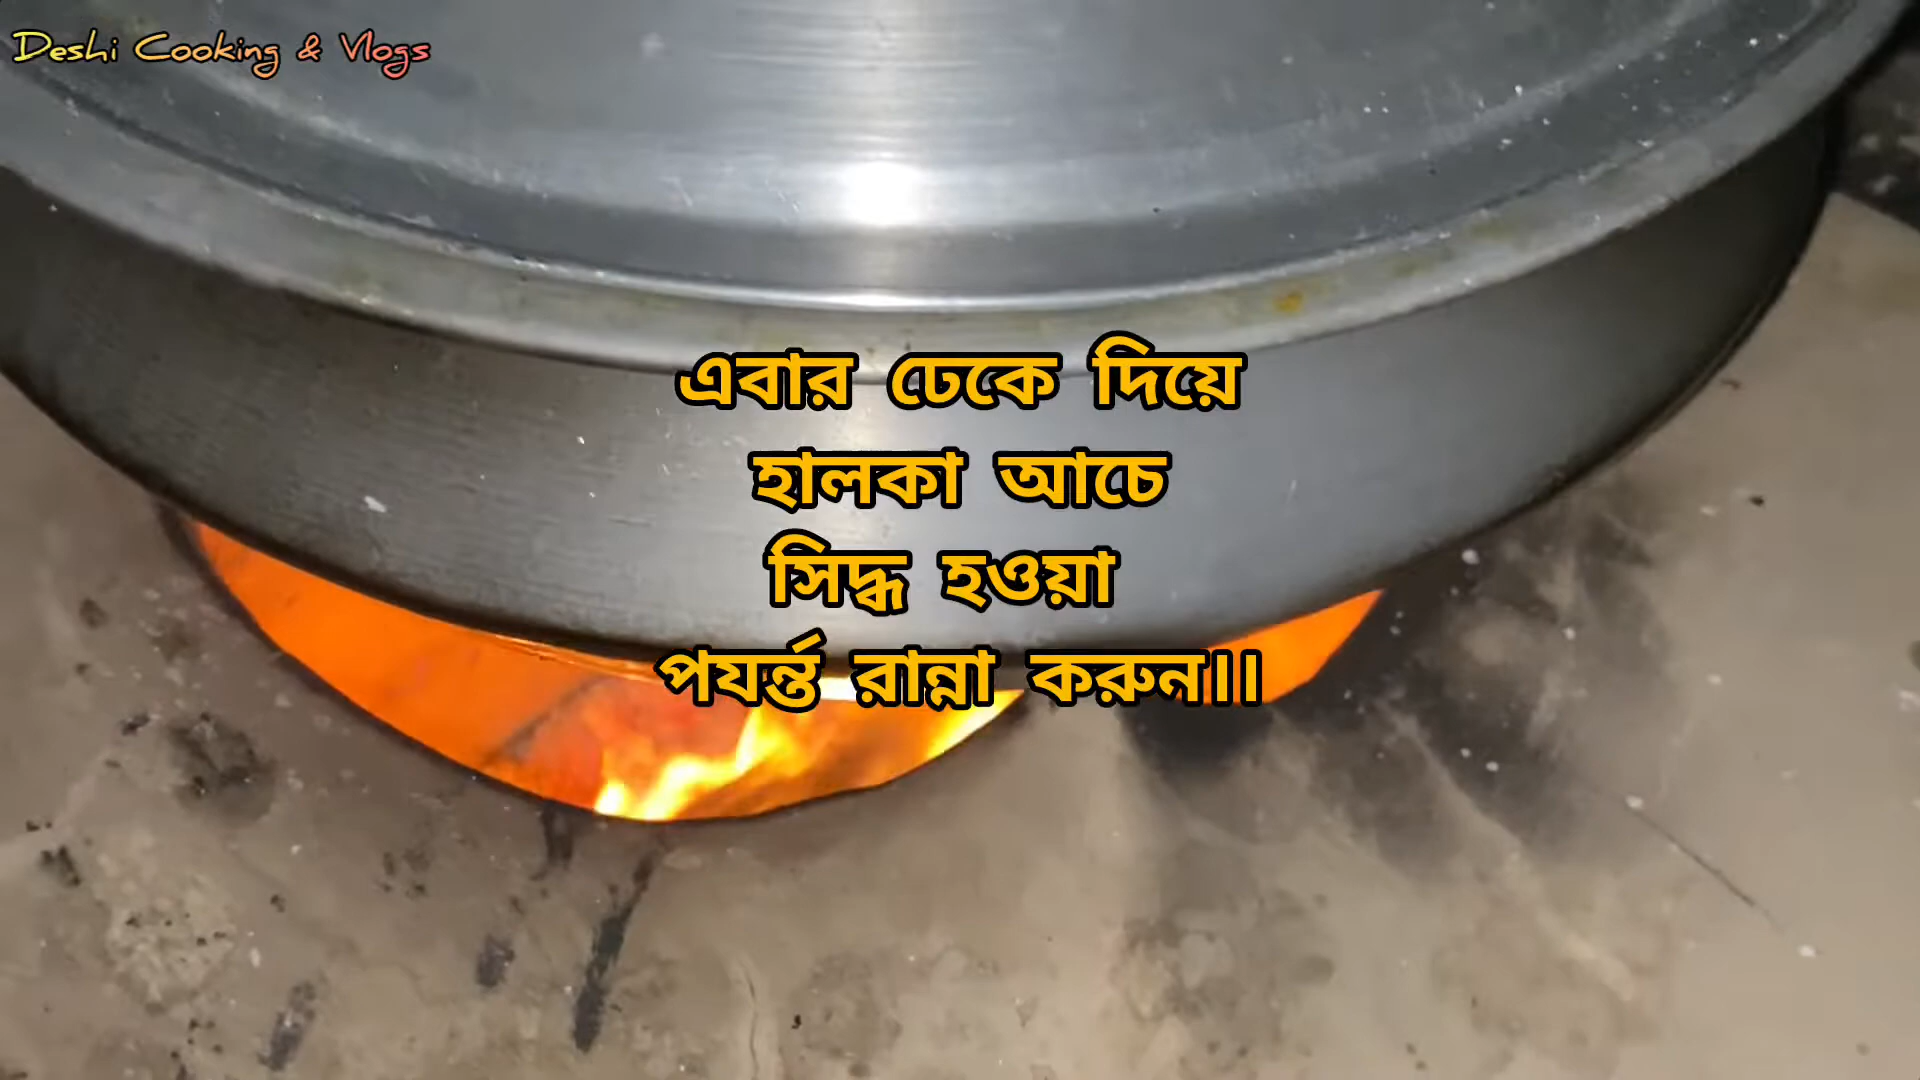 Deshi Cooking & Vlogs
এবার ঢেকে দিয়ে
হালকা আচে
সিদ্ধ হওয়া
পযর্ন্ত রান্না করুন।।